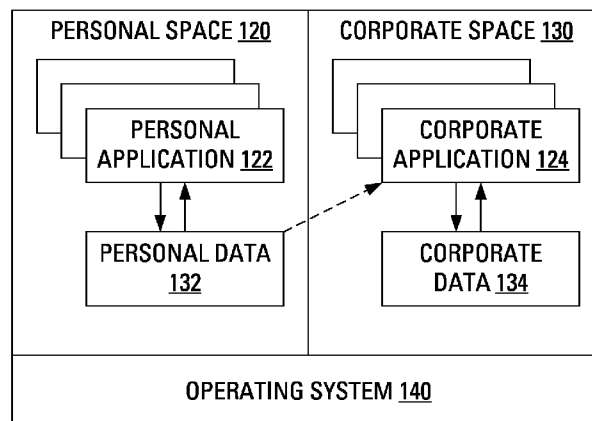 PERSONAL SPACE 120
CORPORATE SPACE 130
PERSONAL
APPLICATION 122
CORPORATE
APPLICATION 124
PERSONAL DATA
132
CORPORATE
DATA 134
OPERATING SYSTEM 140